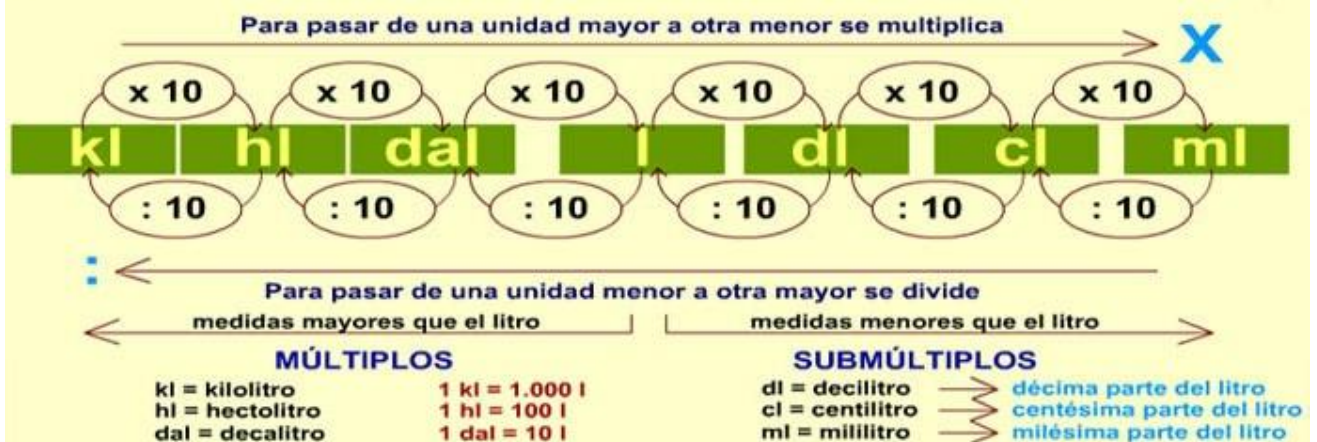 Para pasar de una unidad mayor a otra menor se multiplica
X
x 10 x 10 x 10 x 10 x 10 x 10
kl hl dal l dl cl ml
: 10 : 10 : 10 : 10 : 10 : 10
:
Para pasar de una unidad menor a otra mayor se divide
medidas mayores que el litro medidas menores que el litro
MÚLTIPLOS SUBMÚLTIPLOS
kl = kilolitro 1 kl = 1.000 l dl = decilitro décima parte del litro
hl = hectolitro 1 hl = 100 l cl = centilitro centésima parte del litro
dal = decalitro 1 dal = 10 l ml = mililitro milésima parte del litro